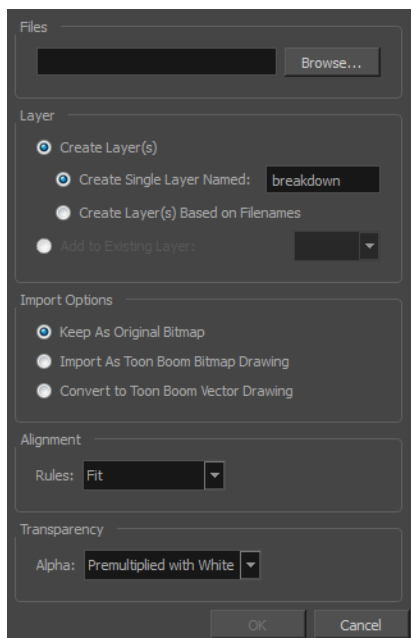 Files
Browse...
Layer
Create Layer(s)
Create Single Layer Named: breakdown
Create Layer(s) Based on Filenames
Add to Existing Layer:
Import Options
Keep As Original Bitmap
Import As Toon Boom Bitmap Drawing
Convert to Toon Boom Vector Drawing
Alignment
Rules: Fit
Transparency
Alpha: Premultiplied with White
OK Cancel